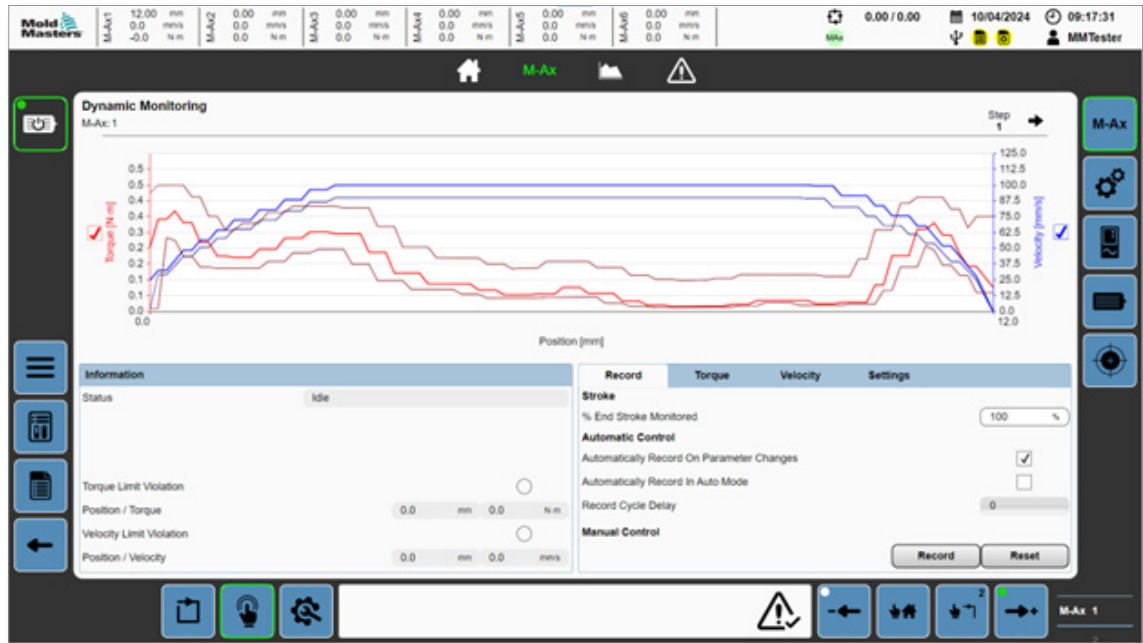 Mold
Masters
M-Ax1 12.00 mm M-Ax2 0.00 mm M-Ax3 0.00 mm M-Ax4 0.00 mm M-Ax5 0.00 mm M-Ax6 0.00 mm
0.0 mm/s 0.0 mm/s 0.0 mm/s 0.0 mm/s 0.0 mm/s 0.0 mm/s
-0.0 N·m 0.0 N·m 0.0 N·m 0.0 N·m 0.0 N·m 0.0 N·m
0.00 / 0.00 10/04/2024 09:17:31
MAx MMTester
M-Ax
Dynamic Monitoring
M-Ax: 1
Step
1
M-Ax
Torque [N·m]
0.5
0.5
0.4
0.4
0.3
0.2
0.2
0.1
0.1
0.0
0.0
125.0
112.5
100.0
87.5
75.0
62.5
50.0
37.5
25.0
12.5
0.0
12.0
Velocity [mm/s]
Position [mm]
Information
Status Idle
Torque Limit Violation
Position / Torque 0.0 mm 0.0 N·m
Velocity Limit Violation
Position / Velocity 0.0 mm 0.0 mm/s
Record Torque Velocity Settings
Stroke
% End Stroke Monitored 100 %
Automatic Control
Automatically Record On Parameter Changes
Automatically Record In Auto Mode
Record Cycle Delay 0
Manual Control
Record Reset
2
M-Ax 1
2